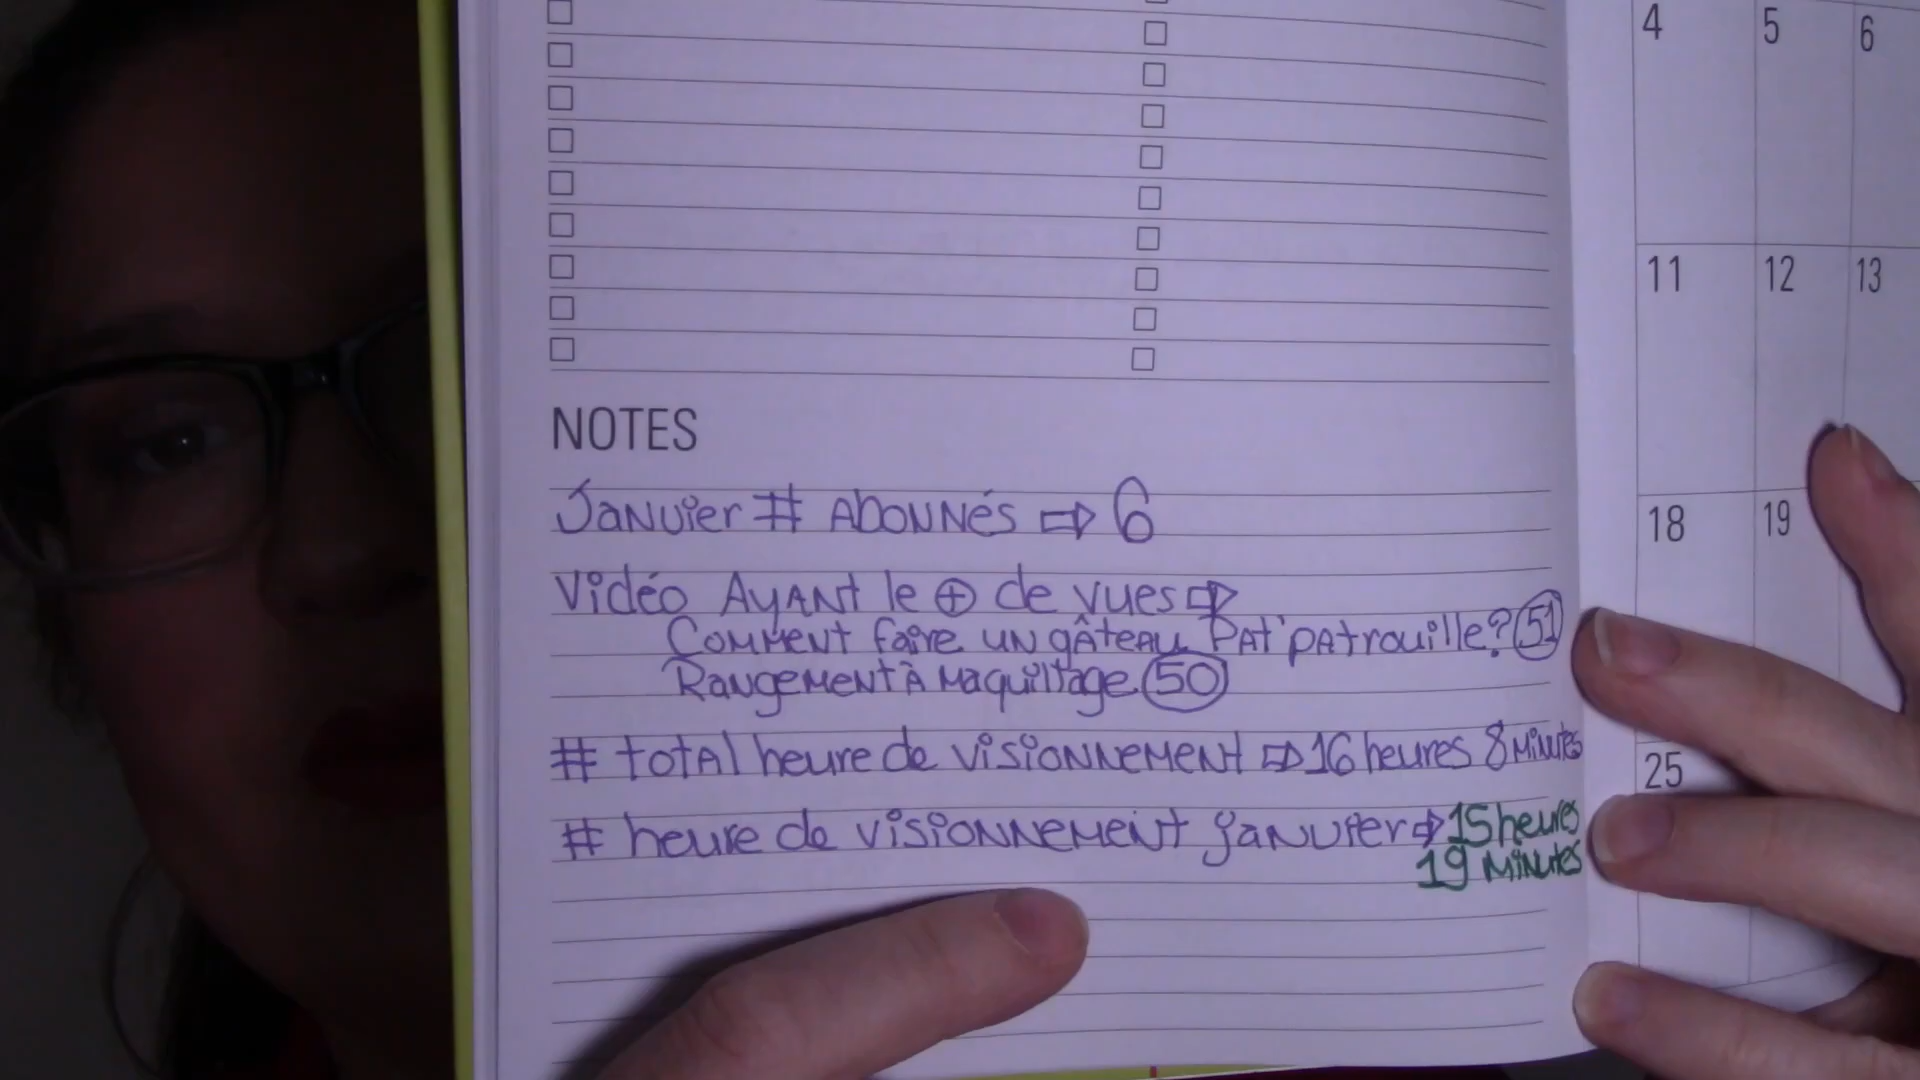 4 5 6
11 12 13
18 19
25
NOTES
Janvier # Abonnés ⇨ 6
Vidéo Ayant le ⊕ de vues ⇨
Comment faire un gâteau Pat'patrouille? 51
Rangement à maquillage 50
# total heure de visionnement ⇨ 16 heures 8 minutes
# heure de visionnement janvier ⇨ 15 heures
19 minutes